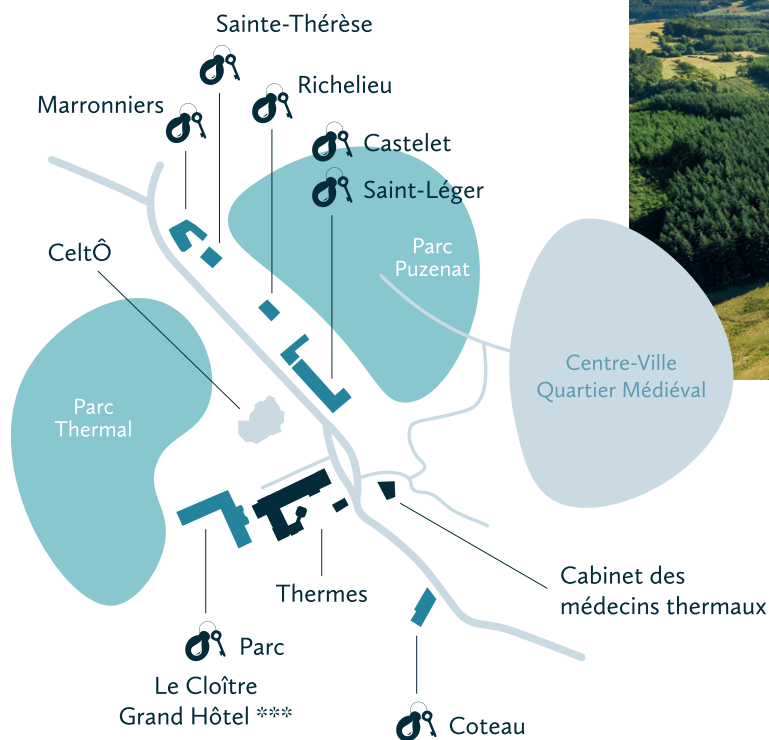 Sainte-Thérèse
Richelieu
Marronniers
Castelet
Saint-Léger
CeltÔ
Parc
Puzenat
Centre-Ville
Quartier Médiéval
Parc
Thermal
Thermes
Cabinet des
médecins thermaux
Parc
Le Cloître
Grand Hôtel ***
Coteau